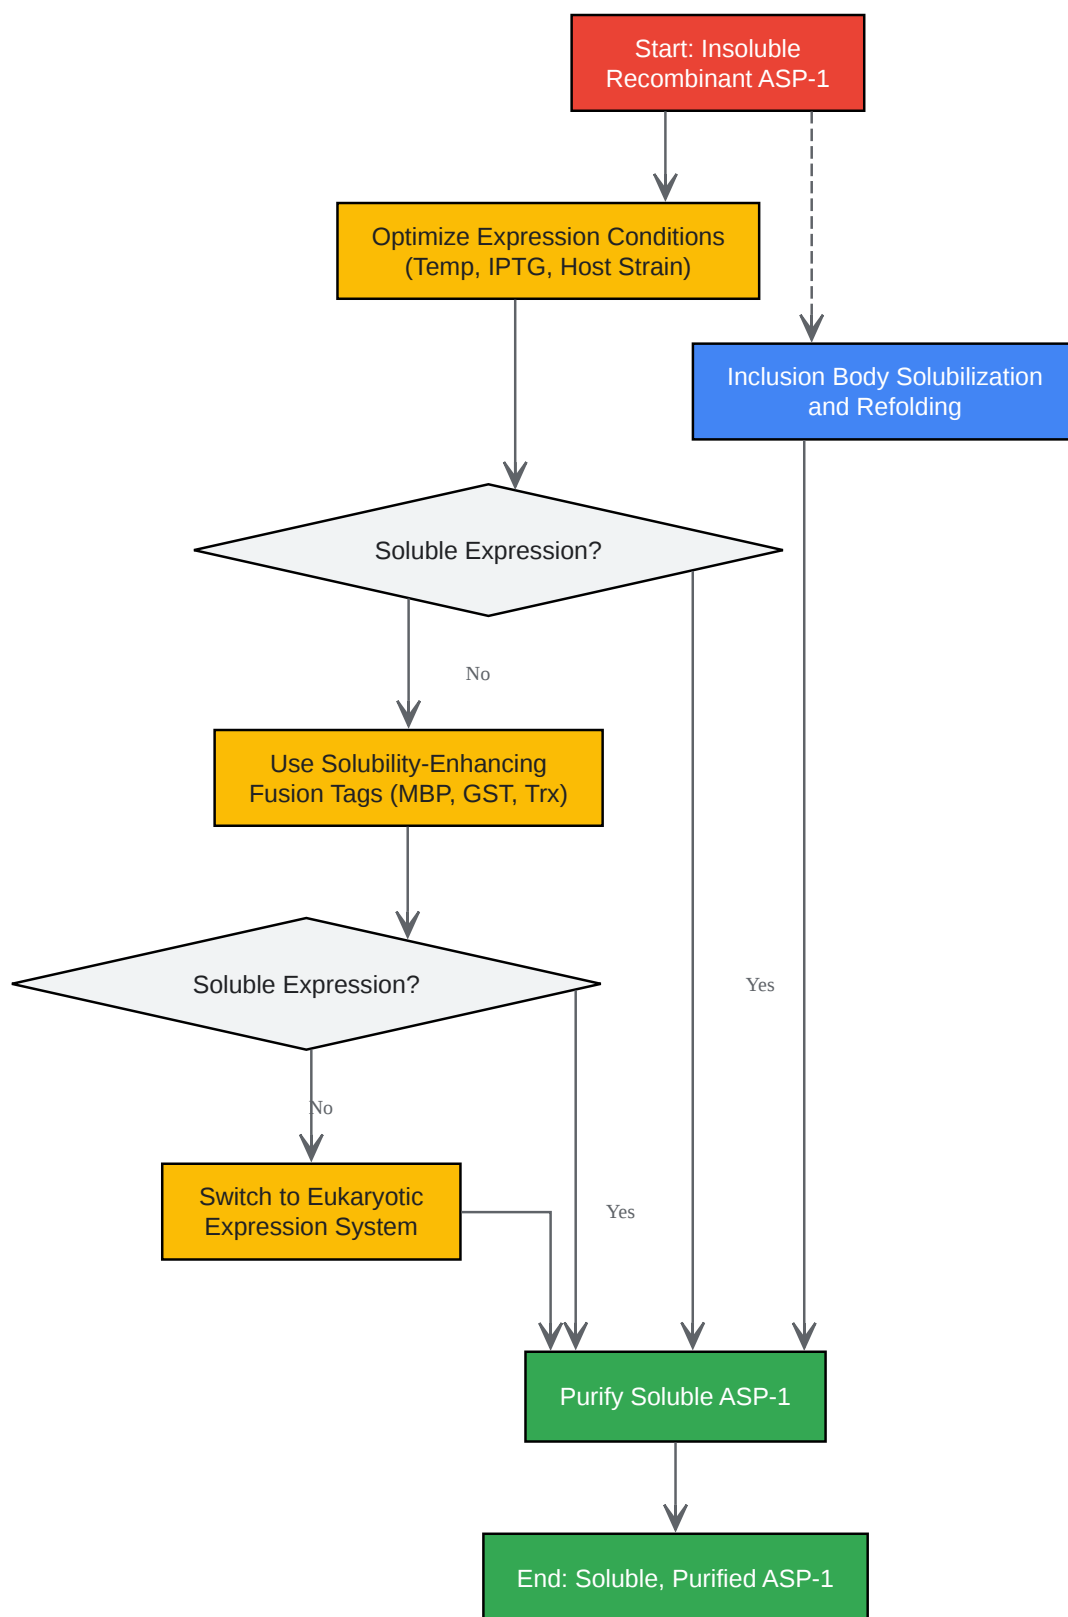 Start: Insoluble
Recombinant ASP-1
Optimize Expression Conditions
(Temp, IPTG, Host Strain)
Inclusion Body Solubilization
and Refolding
Soluble Expression?
No
Use Solubility-Enhancing
Fusion Tags (MBP, GST, Trx)
Soluble Expression?
Yes
No
Switch to Eukaryotic
Expression System
Yes
Purify Soluble ASP-1
End: Soluble, Purified ASP-1